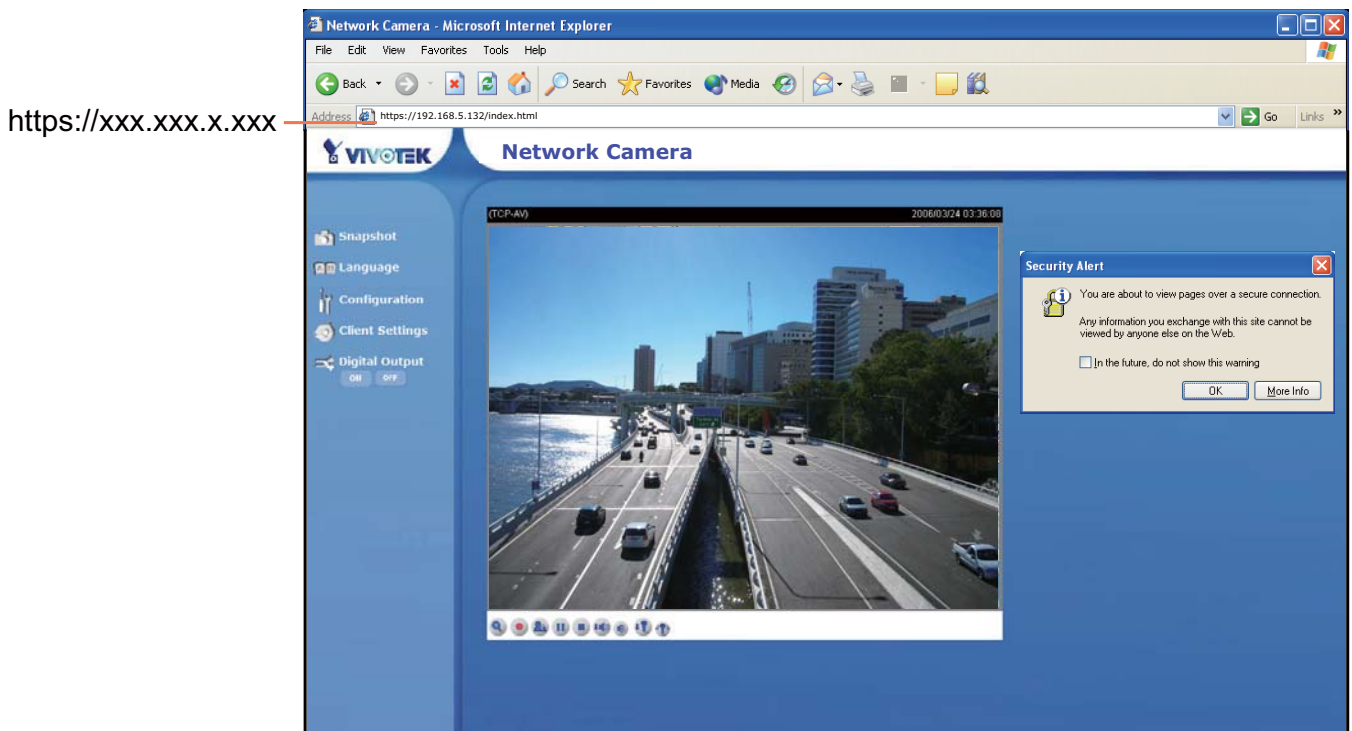 Network Camera - Microsoft Internet Explorer
File Edit View Favorites Tools Help
Back Search Favorites Media
https://xxx.xxx.x.xxx
Address https://192.168.5.132/index.html Go Links »
VIVOTEK
Network Camera
(TCP-AV) 2006/03/24 03:36:08
Snapshot
Language
Configuration
Client Settings
Digital Output
ON OFF
Security Alert
You are about to view pages over a secure connection.
Any information you exchange with this site cannot be
viewed by anyone else on the Web.
In the future, do not show this warning
OK More Info